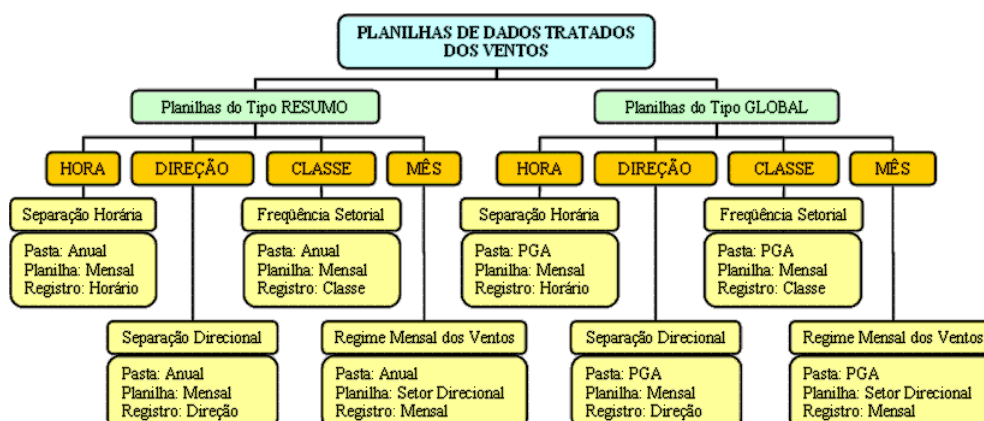 PLANILHAS DE DADOS TRATADOS
DOS VENTOS
Planilhas do Tipo RESUMO
Planilhas do Tipo GLOBAL
HORA
DIREÇÃO
CLASSE
MÊS
HORA
DIREÇÃO
CLASSE
MÊS
Separação Horária
Freqüência Setorial
Separação Horária
Freqüência Setorial
Pasta: Anual
Planilha: Mensal
Registro: Horário
Pasta: Anual
Planilha: Mensal
Registro: Classe
Pasta: PGA
Planilha: Mensal
Registro: Horário
Pasta: PGA
Planilha: Mensal
Registro: Classe
Separação Direcional
Regime Mensal dos Ventos
Separação Direcional
Regime Mensal dos Ventos
Pasta: Anual
Planilha: Mensal
Registro: Direção
Pasta: Anual
Planilha: Setor Direcional
Registro: Mensal
Pasta: PGA
Planilha: Mensal
Registro: Direção
Pasta: PGA
Planilha: Setor Direcional
Registro: Mensal